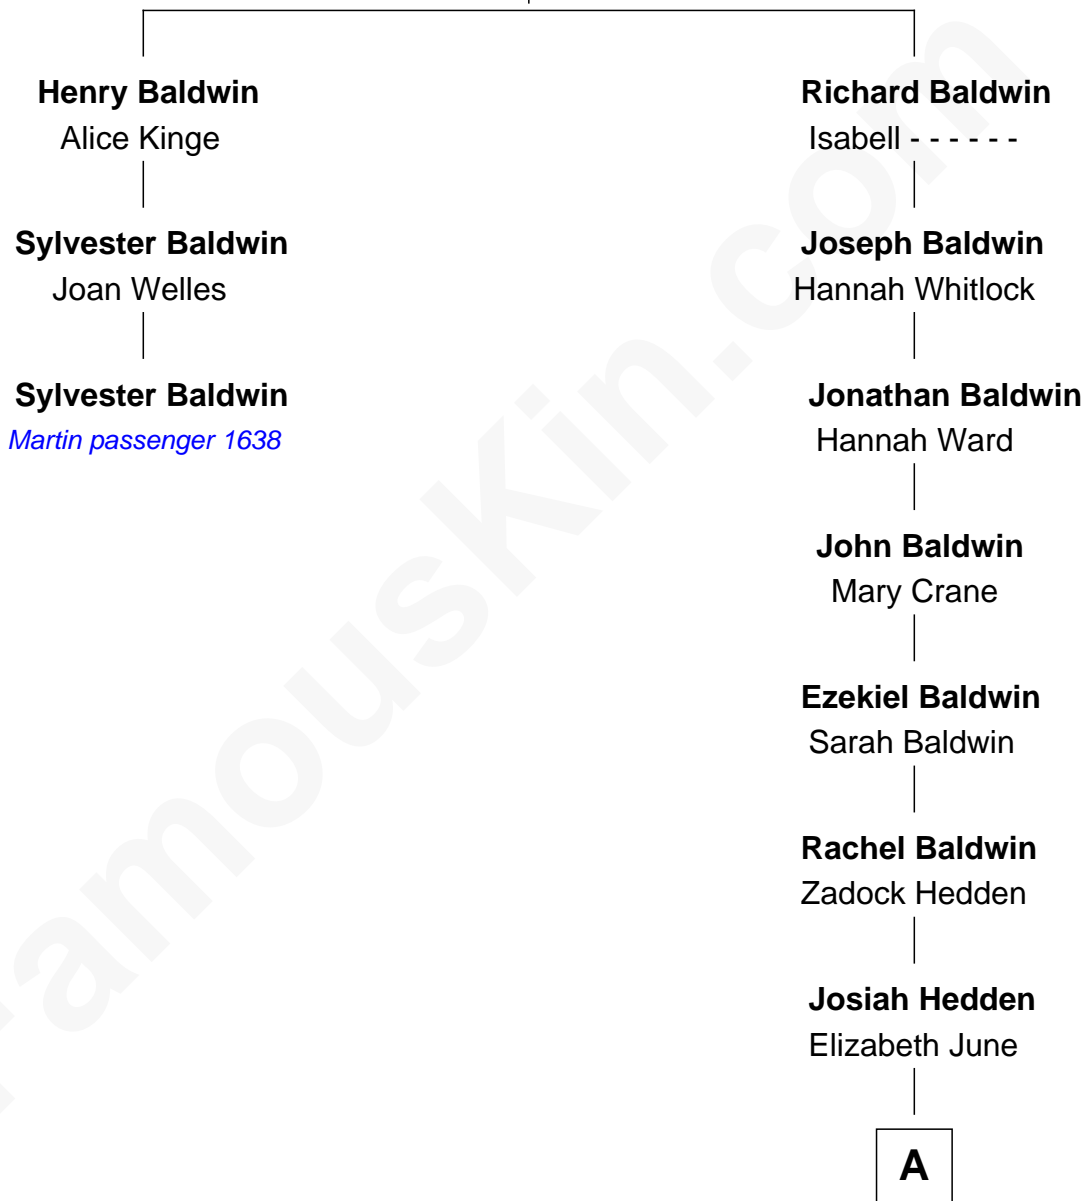 Henry Baldwin
Alice Kinge
Sylvester Baldwin
Joan Welles
Sylvester Baldwin
Martin passenger 1638
Richard Baldwin
Isabell - - - - - -
Joseph Baldwin
Hannah Whitlock
Jonathan Baldwin
Hannah Ward
John Baldwin
Mary Crane
Ezekiel Baldwin
Sarah Baldwin
Rachel Baldwin
Zadock Hedden
Josiah Hedden
Elizabeth June
A
FamousKin.com